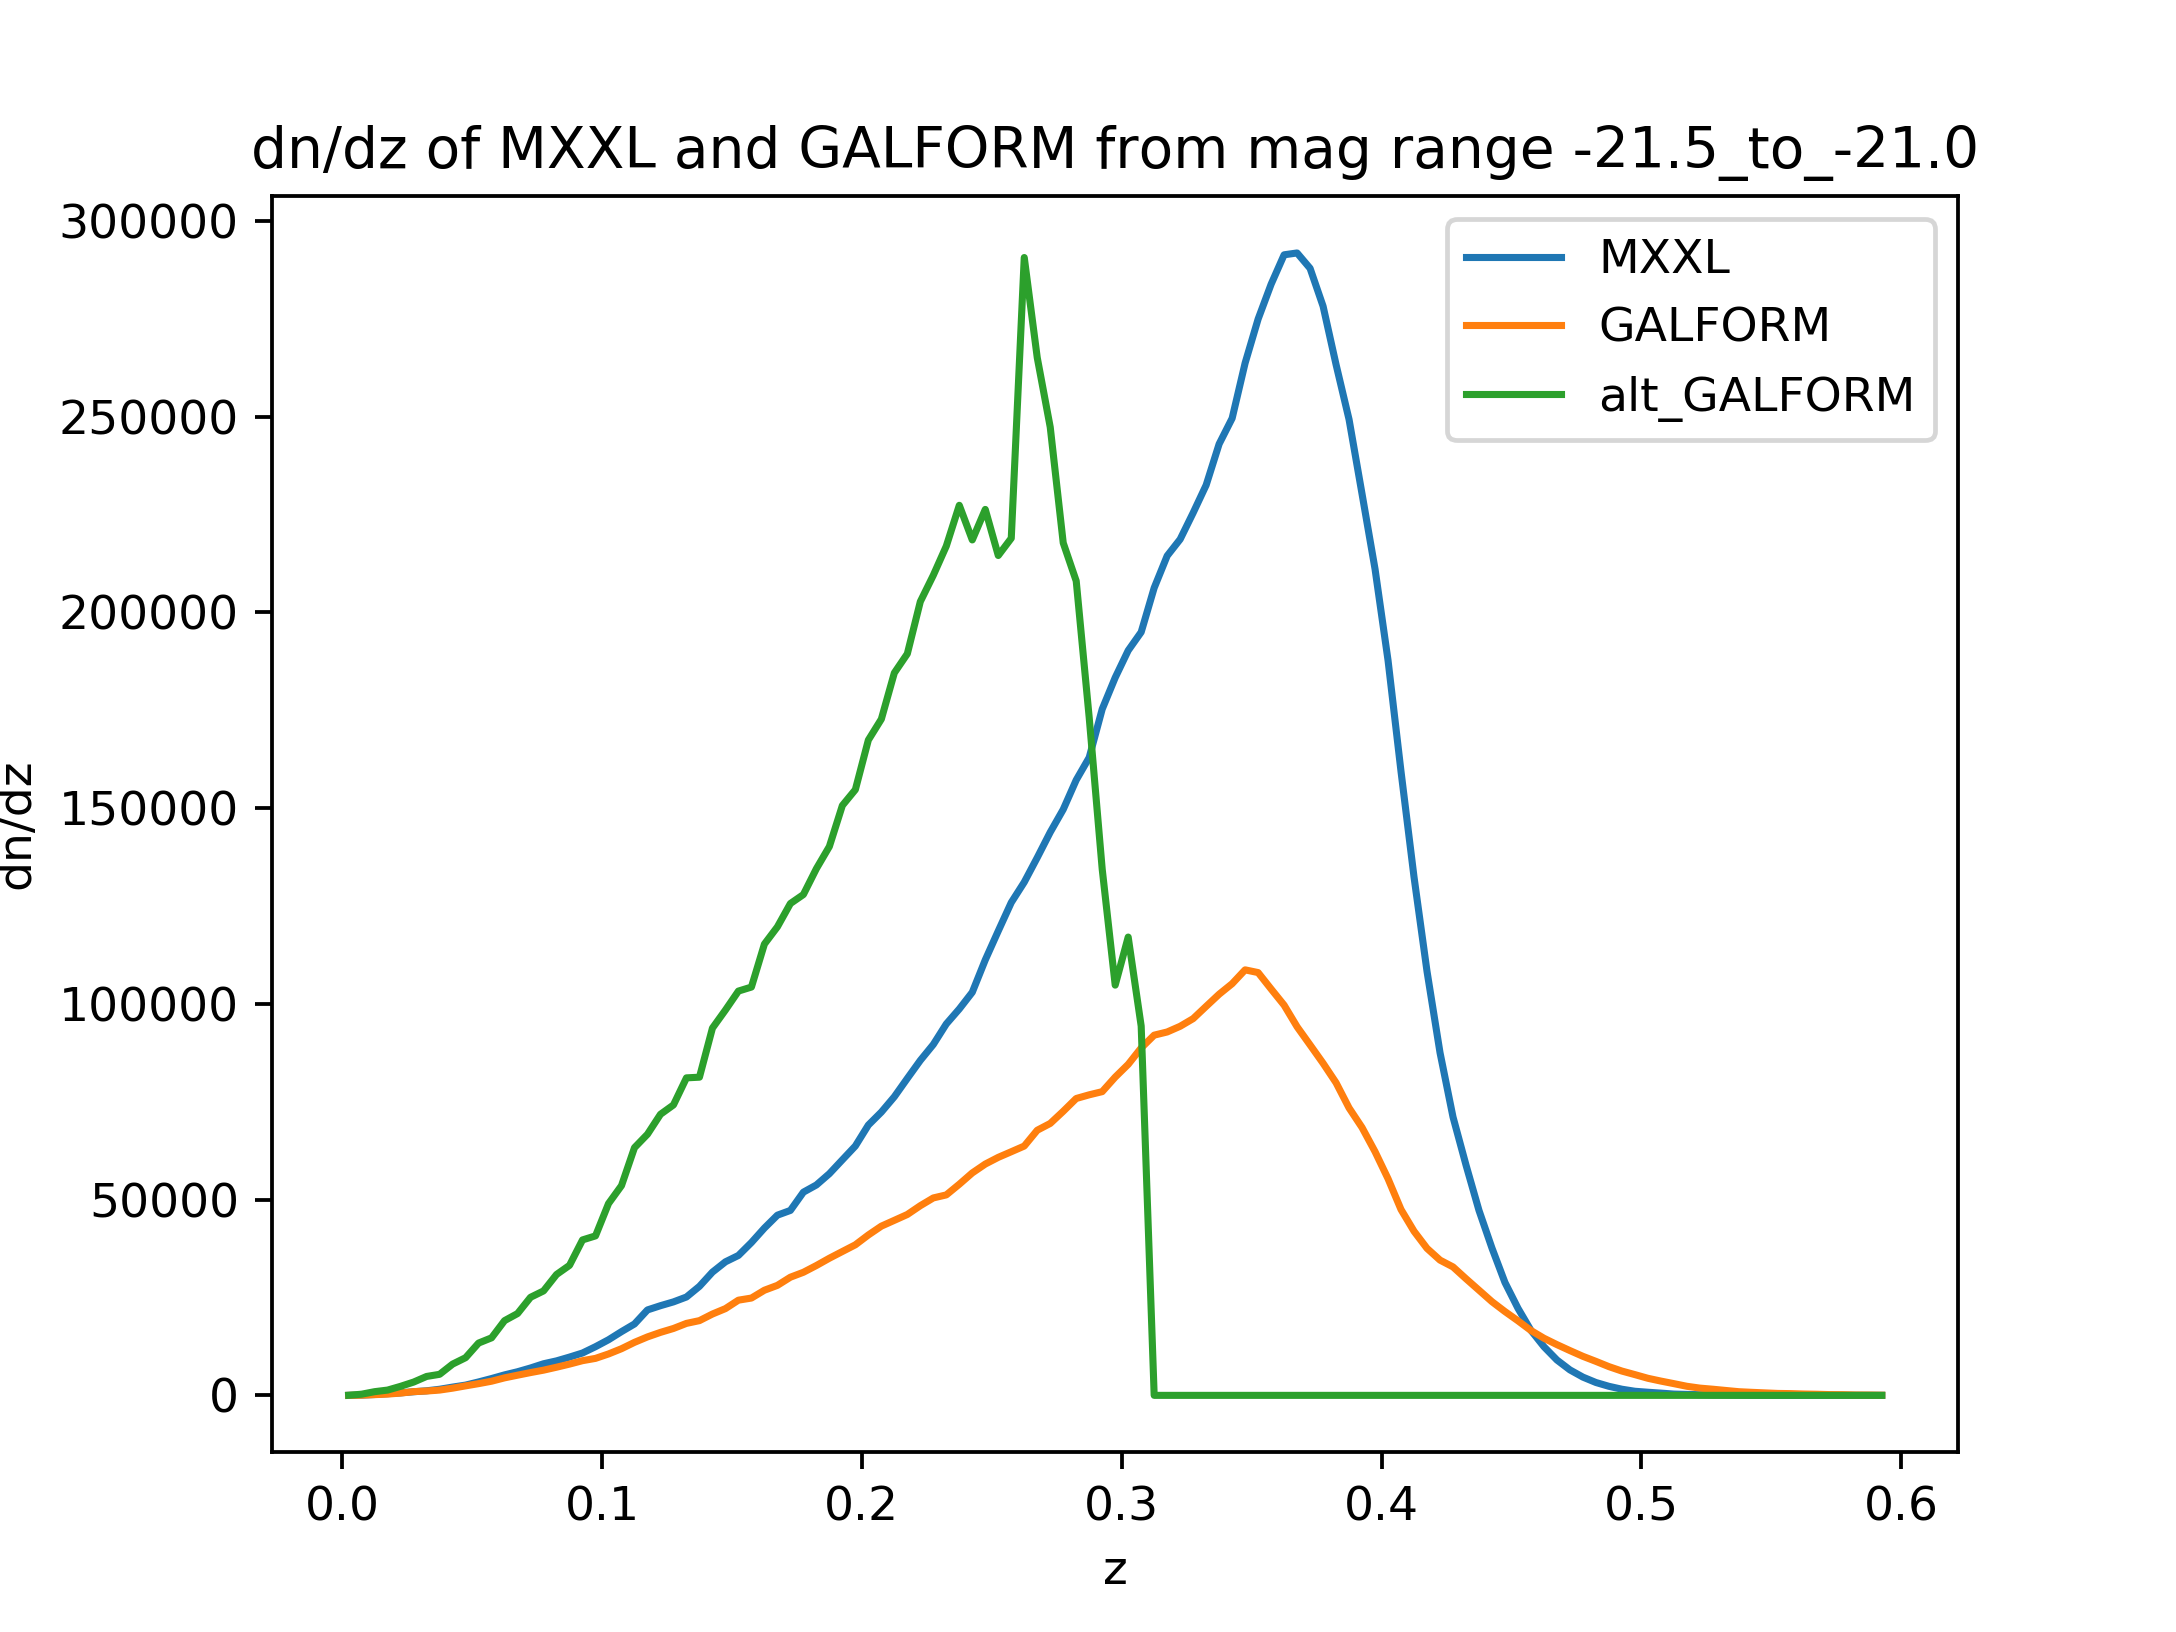 dn/dz of MXXL and GALFORM from mag range -21.5_to_-21.0
300000
250000
200000
150000
100000
50000
0
dn/dz
MXXL
GALFORM
alt_GALFORM
0.0 0.1 0.2 0.3 0.4 0.5 0.6
z